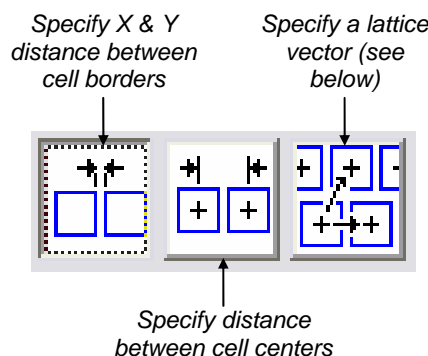 Specify X & Y
distance between
cell borders
Specify a lattice
vector (see
below)
Specify distance
between cell centers